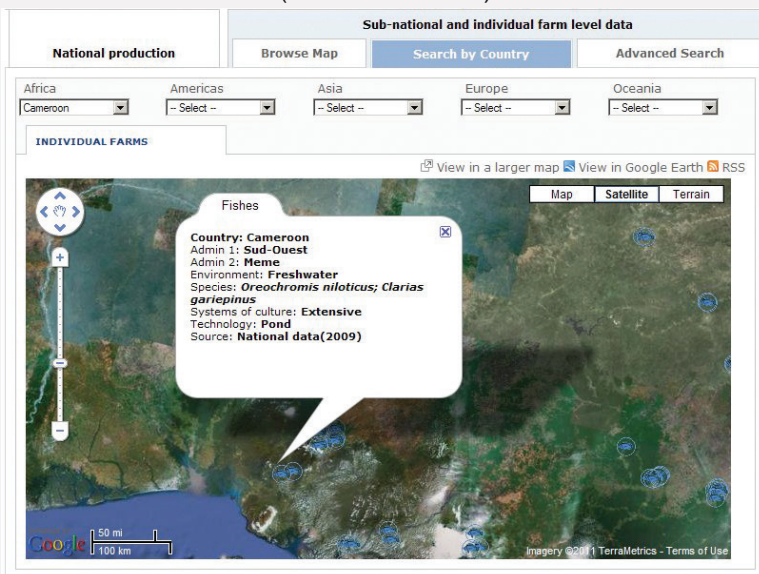 Sub-national and individual farm level data
National production
Browse Map
Search by Country
Advanced Search
Africa
Americas
Asia
Europe
Oceania
Cameroon
-- Select --
-- Select --
-- Select --
-- Select --
INDIVIDUAL FARMS
View in a larger map View in Google Earth RSS
Map
Satellite
Terrain
Fishes
Country: Cameroon
Admin 1: Sud-Ouest
Admin 2: Meme
Environment: Freshwater
Species: Oreochromis niloticus; Clarias
gariepinus
Systems of culture: Extensive
Technology: Pond
Source: National data(2009)
50 mi
100 km
Google
Imagery ©2011 TerraMetrics - Terms of Use